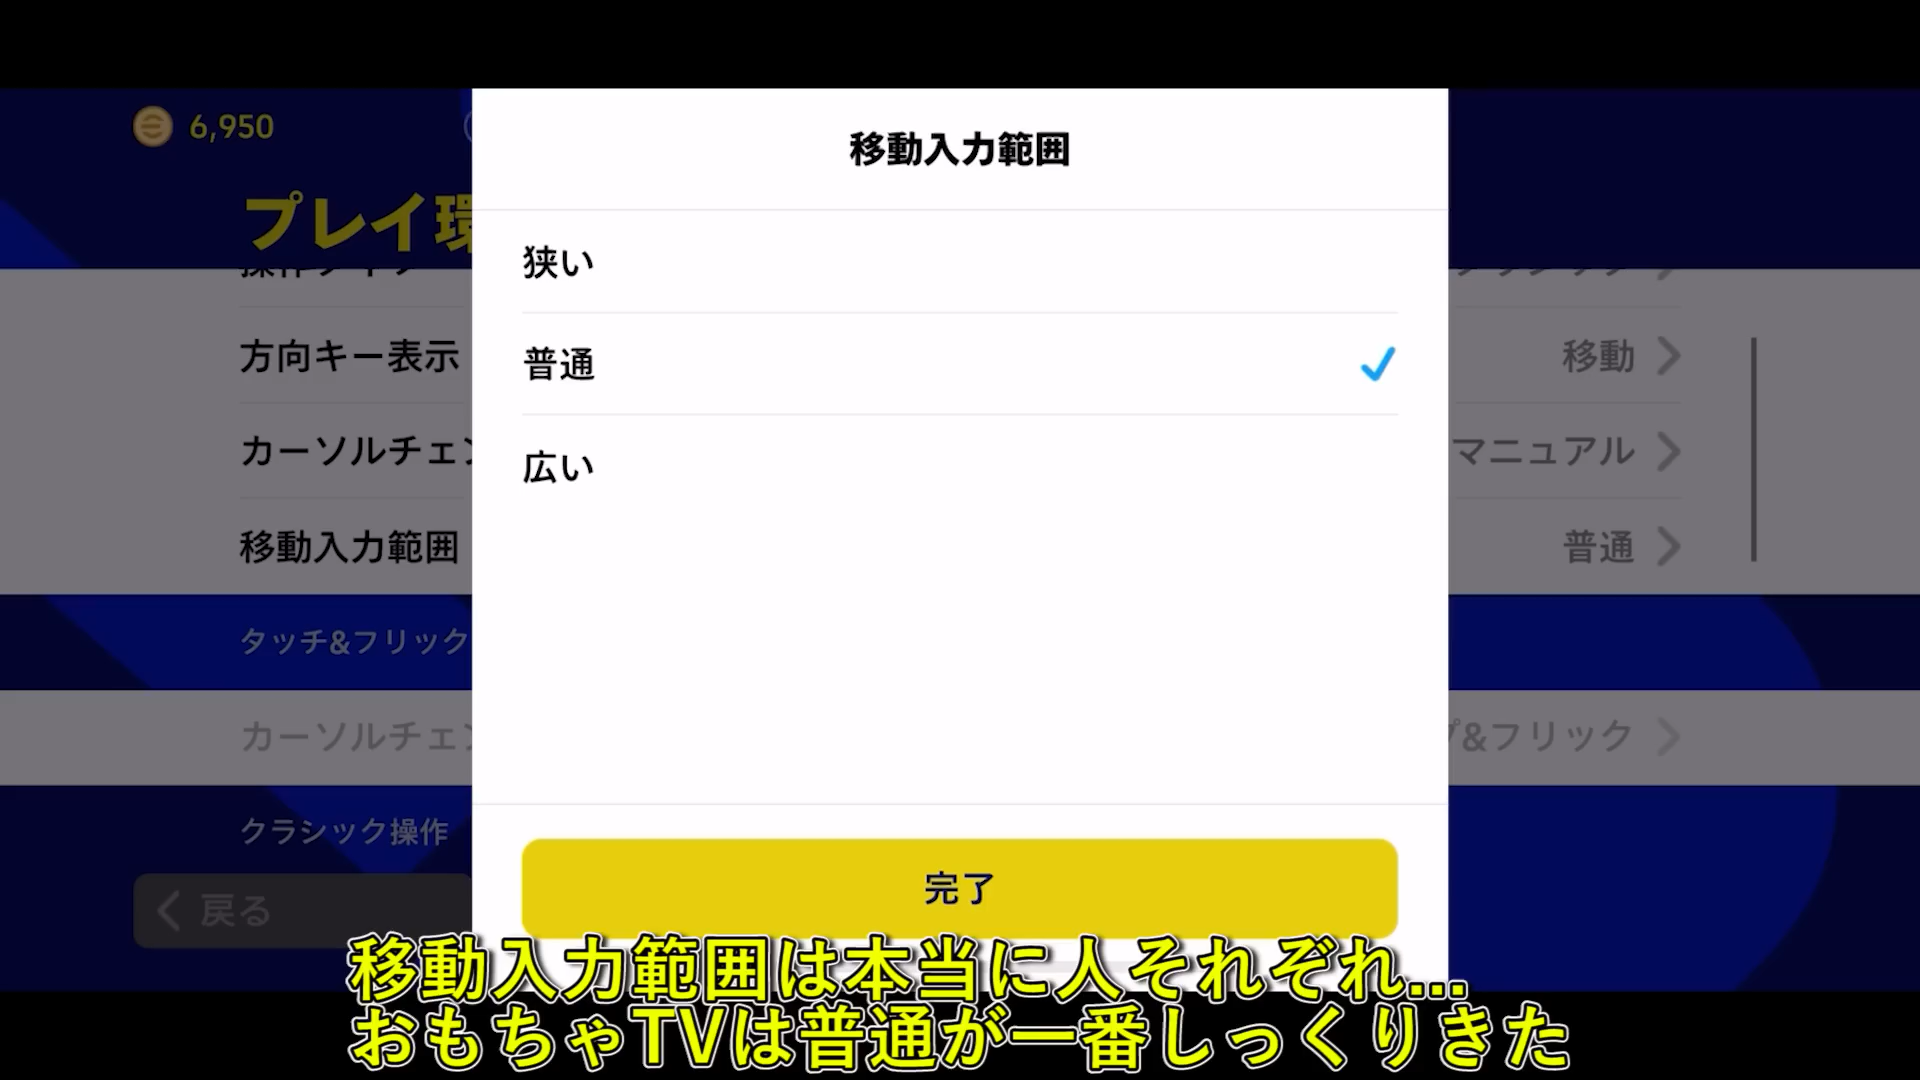 6,950
移動入力範囲
プレイ環
狭い
方向キー表示
移動
普通
カーソルチェン
マニュアル
広い
移動入力範囲
普通
タッチ&フリック
カーソルチェン
&フリック
クラシック操作
完了
戻る
移動入力範囲は本当に人それぞれ...
おもちゃTVは普通が一番しっくりきた